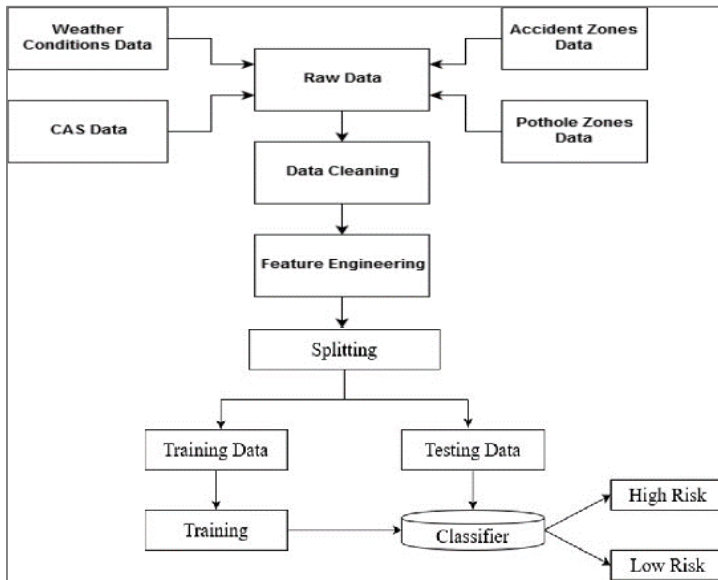 Weather
Conditions Data
Accident Zones
Data
Raw Data
CAS Data
Pothole Zones
Data
Data Cleaning
Feature Engineering
Splitting
Training Data
Testing Data
High Risk
Training
Classifier
Low Risk